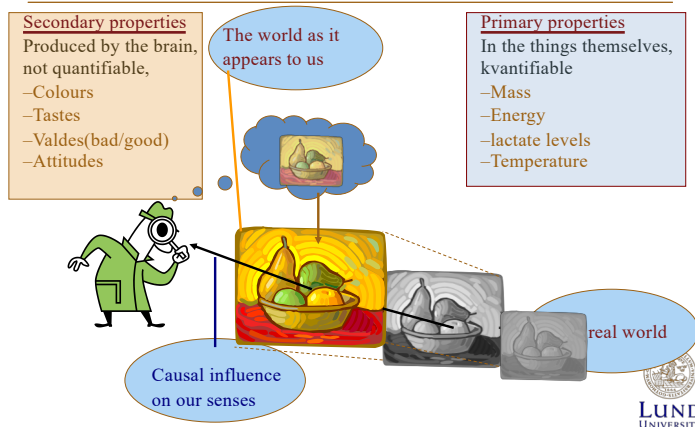 Secondary properties
Produced by the brain,
not quantifiable,
–Colours
–Tastes
–Valdes(bad/good)
–Attitudes
The world as it
appears to us
Primary properties
In the things themselves,
kvantifiable
–Mass
–Energy
–lactate levels
–Temperature
real world
Causal influence
on our senses
LUND
UNIVERSIT